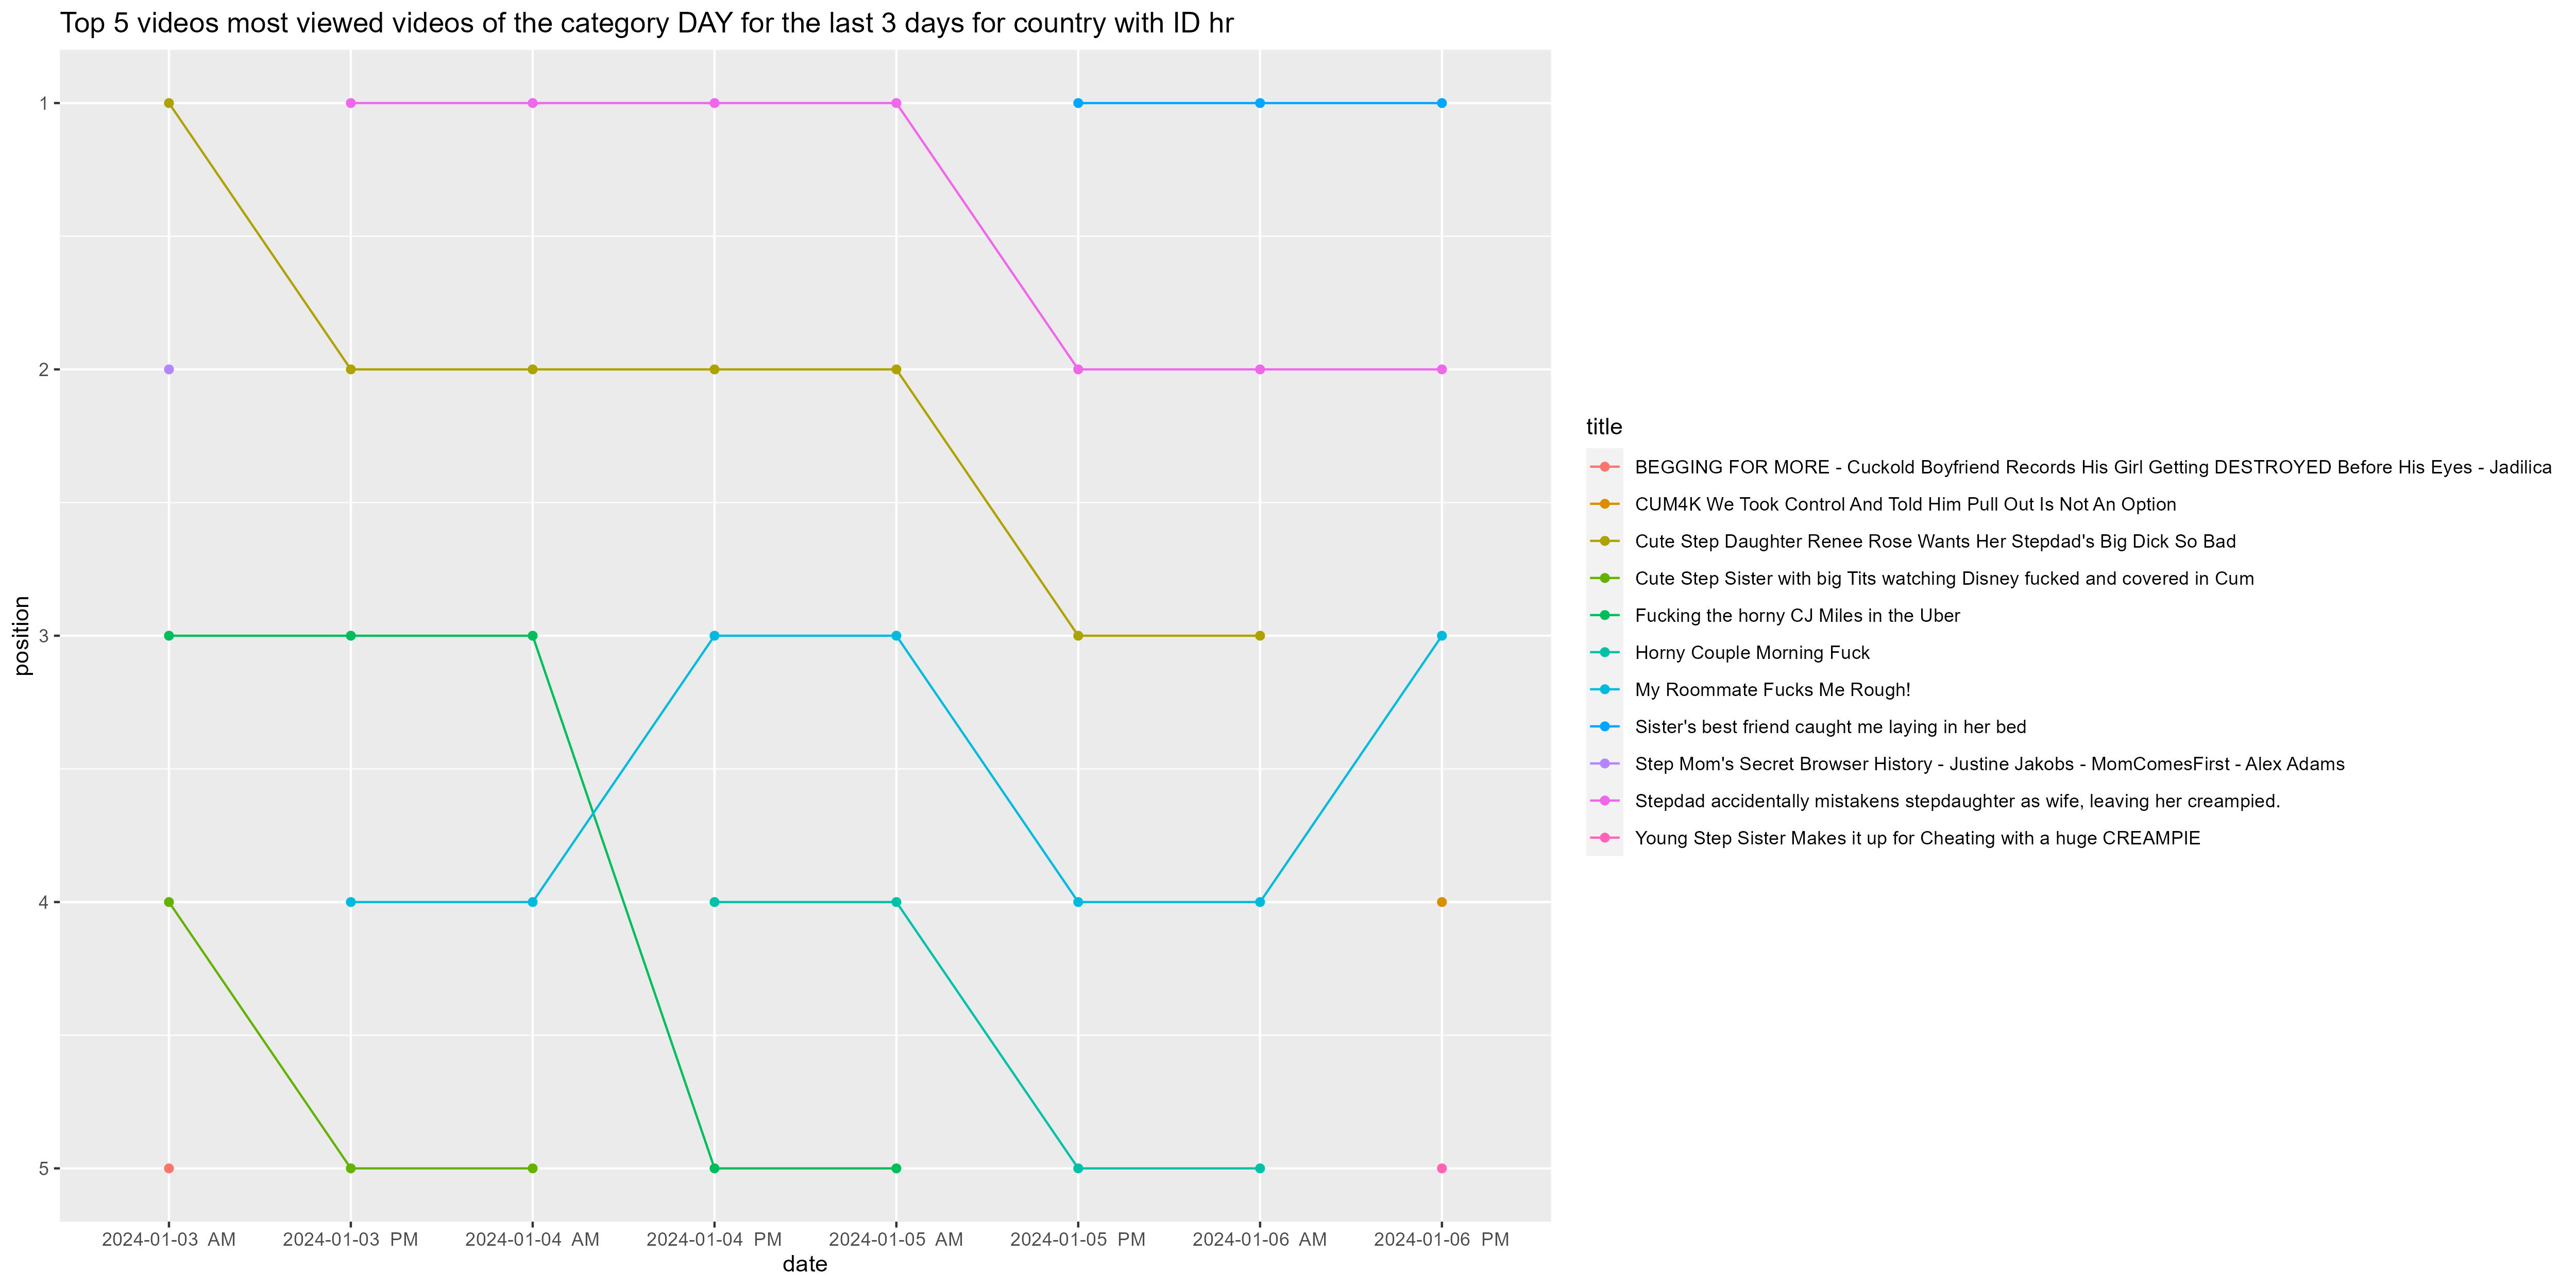 Top 5 videos most viewed videos of the category DAY for the last 3 days for country with ID hr
position
1
2
3
4
5
2024-01-03 AM
2024-01-03 PM
2024-01-04 AM
2024-01-04 PM
2024-01-05 AM
2024-01-05 PM
2024-01-06 AM
2024-01-06 PM
date
title
BEGGING FOR MORE - Cuckold Boyfriend Records His Girl Getting DESTROYED Before His Eyes - Jadilica
CUM4K We Took Control And Told Him Pull Out Is Not An Option
Cute Step Daughter Renee Rose Wants Her Stepdad's Big Dick So Bad
Cute Step Sister with big Tits watching Disney fucked and covered in Cum
Fucking the horny CJ Miles in the Uber
Horny Couple Morning Fuck
My Roommate Fucks Me Rough!
Sister's best friend caught me laying in her bed
Step Mom's Secret Browser History - Justine Jakobs - MomComesFirst - Alex Adams
Stepdad accidentally mistakens stepdaughter as wife, leaving her creampied.
Young Step Sister Makes it up for Cheating with a huge CREAMPIE